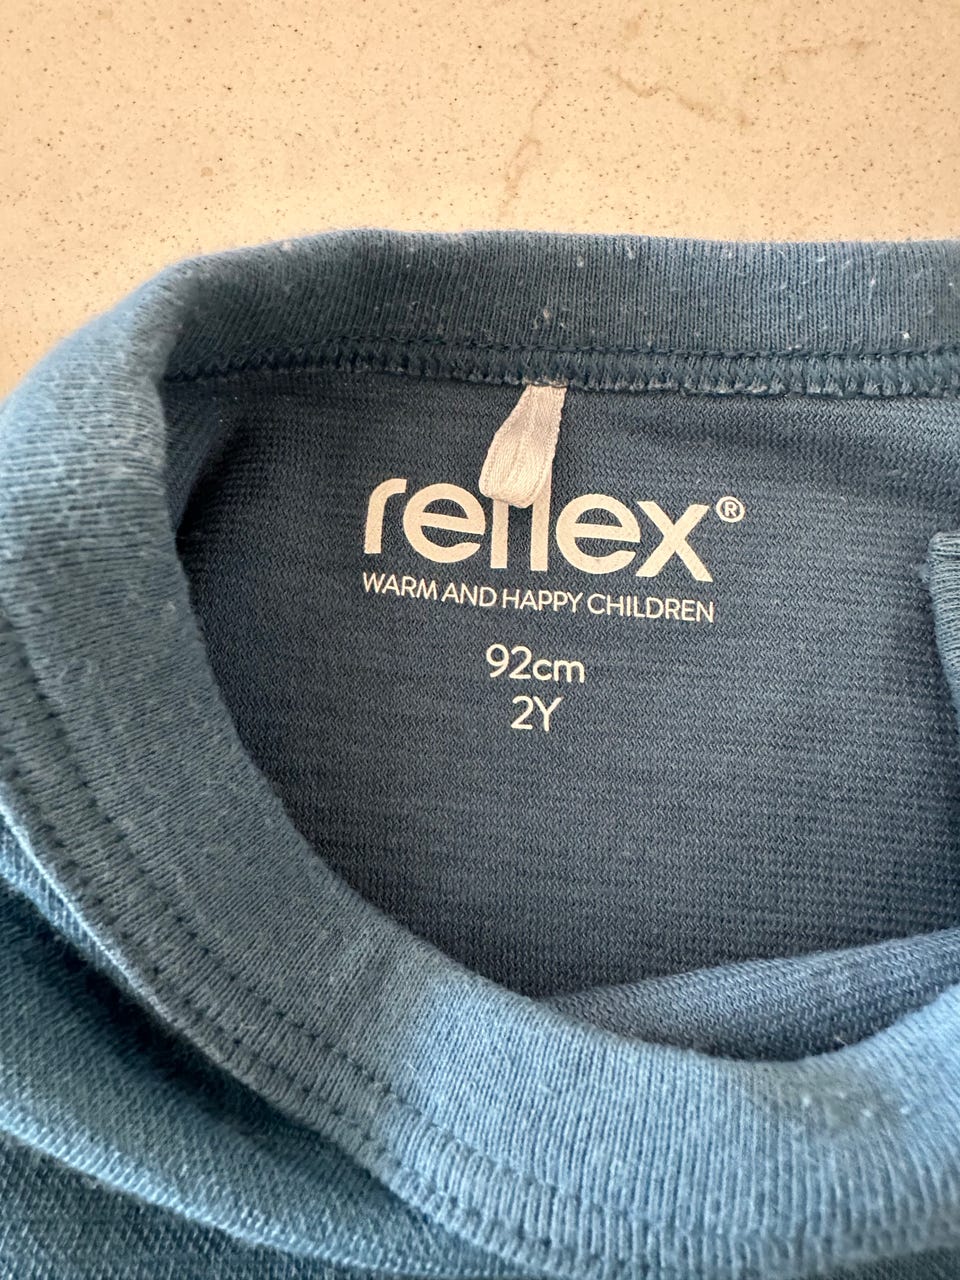 reflex®
WARM AND HAPPY CHILDREN
92cm
2Y